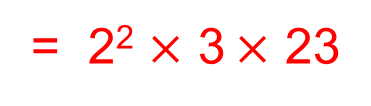 = 2² × 3 × 23